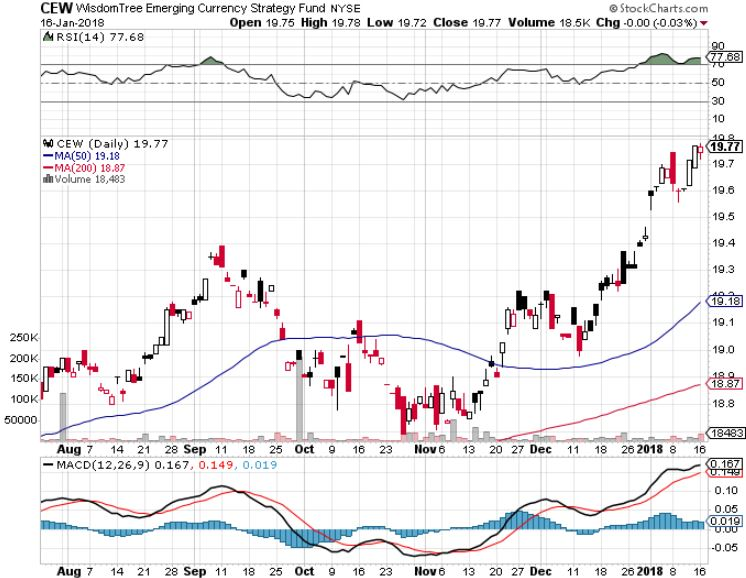 CEW WisdomTree Emerging Currency Strategy Fund NYSE
© StockCharts.com
16-Jan-2018
Open 19.75 High 19.78 Low 19.72 Close 19.77 Volume 18.5K Chg -0.00 (-0.03%)
RSI(14) 77.68
90
77.68
70
50
30
10
CEW (Daily) 19.77
MA(50) 19.18
MA(200) 18.87
Volume 18,483
19.8
19.77
19.7
19.6
19.5
19.4
19.3
19.2
19.18
19.1
19.0
18.9
18.87
18.8
18483
250K
200K
150K
100K
50000
Aug 7 14 21 28 Sep 11 18 25 Oct 9 16 23 Nov 6 13 20 27 Dec 11 18 26 2018 8 16
MACD(12,26,9) 0.167, 0.149, 0.019
0.167
0.149
0.10
0.05
0.019
-0.00
-0.05
Aug 7 14 21 28 Sep 11 18 25 Oct 9 16 23 Nov 6 13 20 27 Dec 11 18 26 2018 8 16